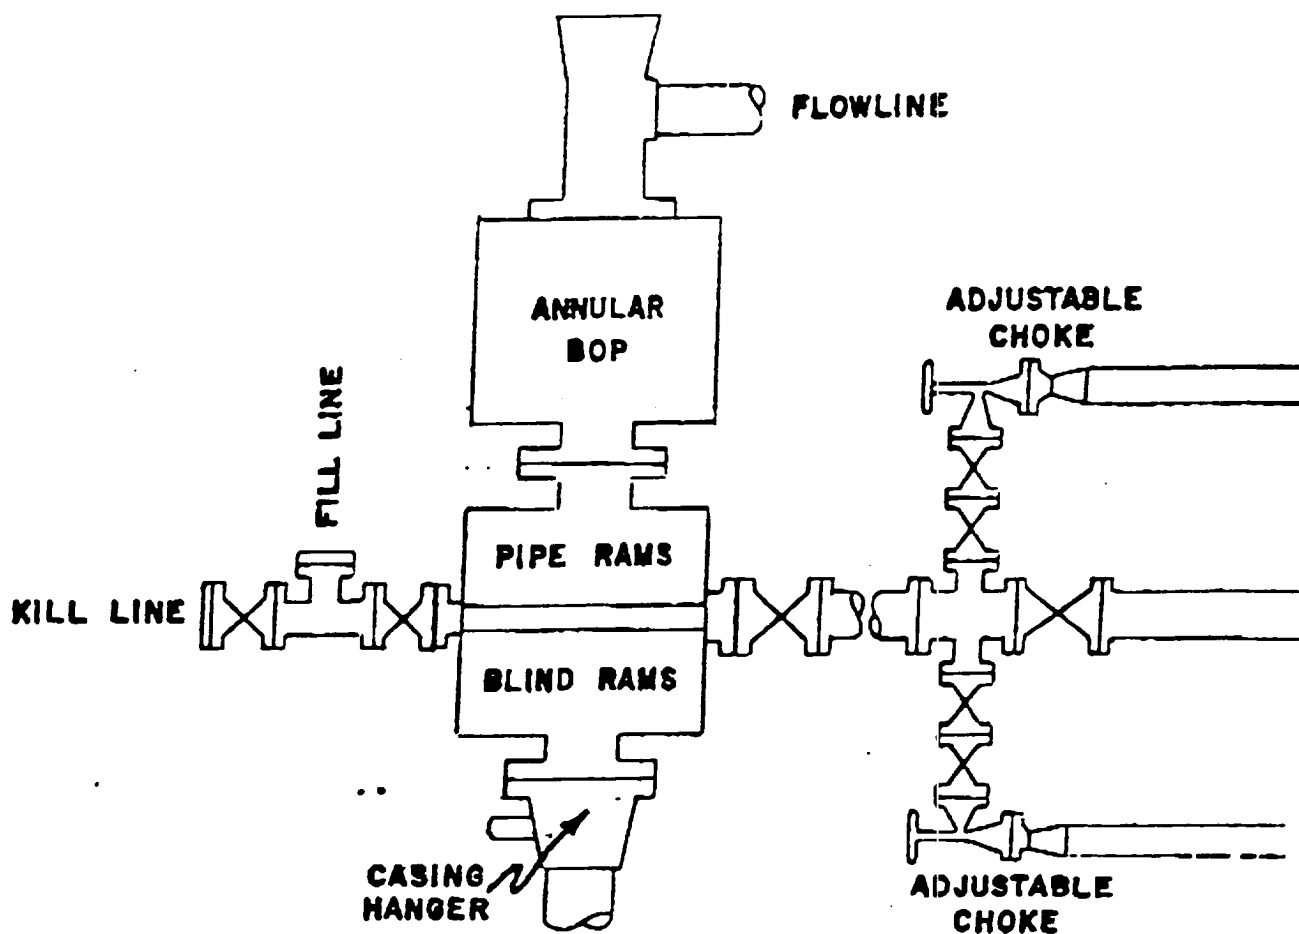 FLOWLINE
ANNULAR
BOP
ADJUSTABLE
CHOKE
FILL LINE
PIPE RAMS
KILL LINE
BLIND RAMS
CASING
HANGER
ADJUSTABLE
CHOKE